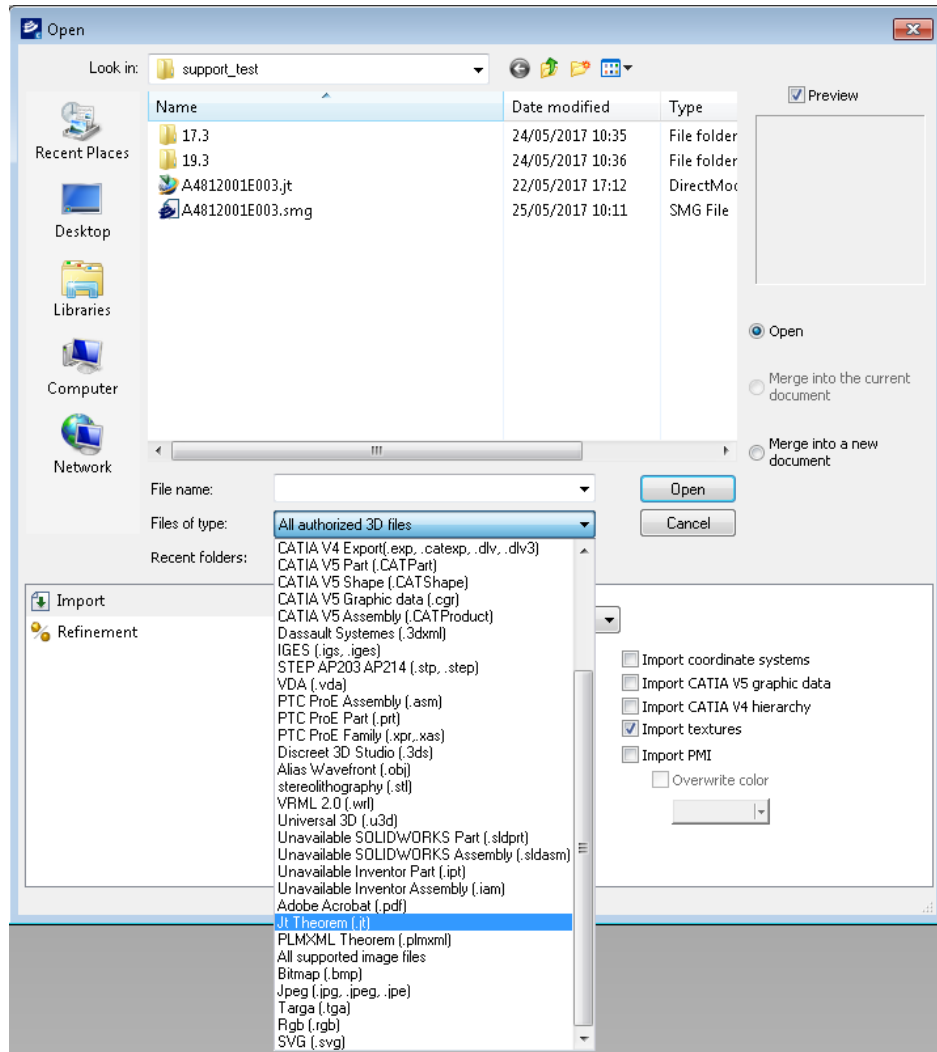 Open
Look in:
support_test
Preview
Name
Date modified
Type
17.3
24/05/2017 10:35
File folder
19.3
24/05/2017 10:36
File folder
A4812001E003.jt
22/05/2017 17:12
DirectMoc
A4812001E003.smg
25/05/2017 10:11
SMG File
Recent Places
Desktop
Libraries
Computer
Network
Open
Merge into the current
document
Merge into a new
document
File name:
Open
Files of type:
All authorized 3D files
Cancel
Recent folders:
CATIA V4 Export(.exp, .catexp, .dlv, .dlv3)
CATIA V5 Part (.CATPart)
CATIA V5 Shape (.CATShape)
CATIA V5 Graphic data (.cgr)
CATIA V5 Assembly (.CATProduct)
Dassault Systemes (.3dxml)
IGES (.igs, .iges)
STEP AP203 AP214 (.stp, .step)
VDA (.vda)
PTC ProE Assembly (.asm)
PTC ProE Part (.prt)
PTC ProE Family (.xpr,.xas)
Discreet 3D Studio (.3ds)
Alias Wavefront (.obj)
stereolithography (.stl)
VRML 2.0 (.wrl)
Universal 3D (.u3d)
Unavailable SOLIDWORKS Part (.sldprt)
Unavailable SOLIDWORKS Assembly (.sldasm)
Unavailable Inventor Part (.ipt)
Unavailable Inventor Assembly (.iam)
Adobe Acrobat (.pdf)
Jt Theorem (.jt)
PLMXML Theorem (.plmxml)
All supported image files
Bitmap (.bmp)
Jpeg (.jpg, .jpeg, .jpe)
Targa (.tga)
Rgb (.rgb)
SVG (.svg)
Import
Refinement
Import coordinate systems
Import CATIA V5 graphic data
Import CATIA V4 hierarchy
Import textures
Import PMI
Overwrite color